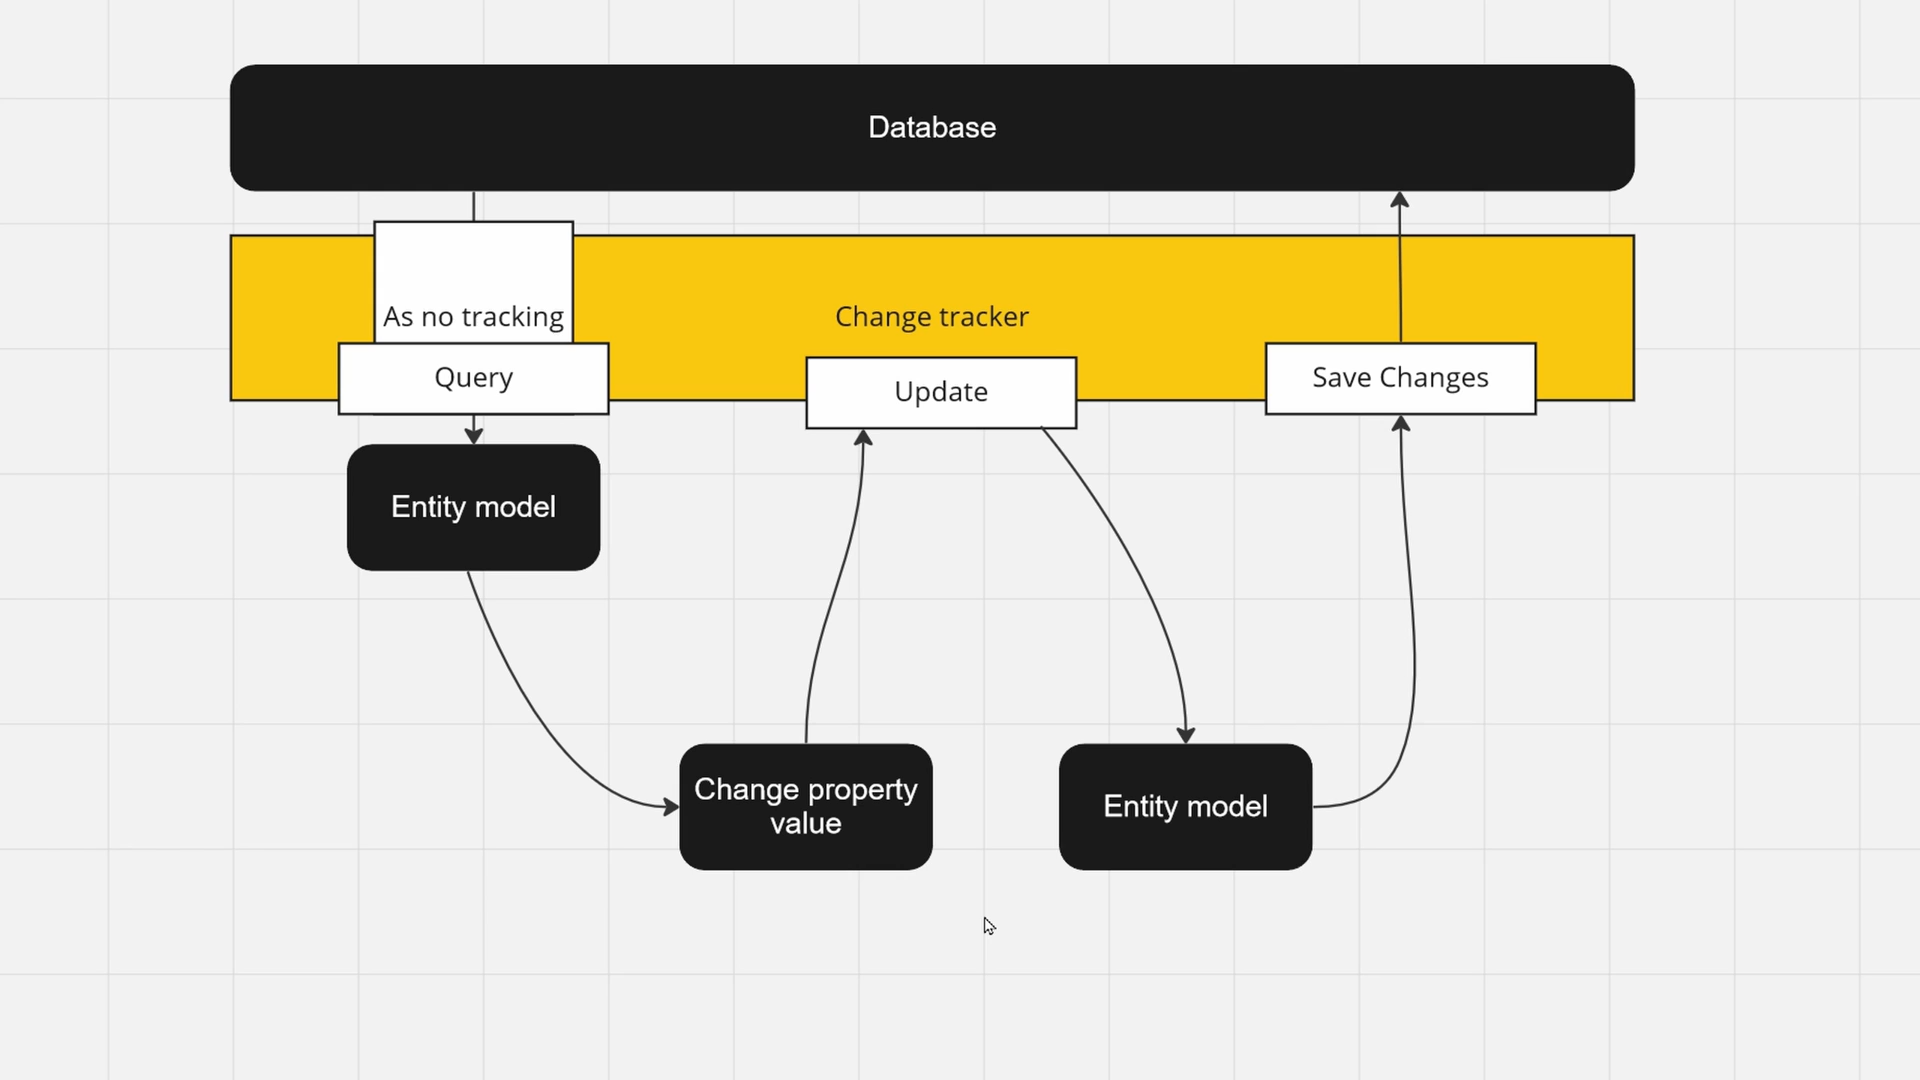 Database
As no tracking
Change tracker
Query
Update
Save Changes
Entity model
Change property
value
Entity model